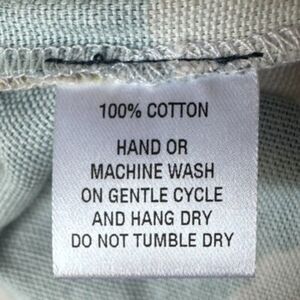 100% COTTON
HAND OR
MACHINE WASH
ON GENTLE CYCLE
AND HANG DRY
DO NOT TUMBLE DRY